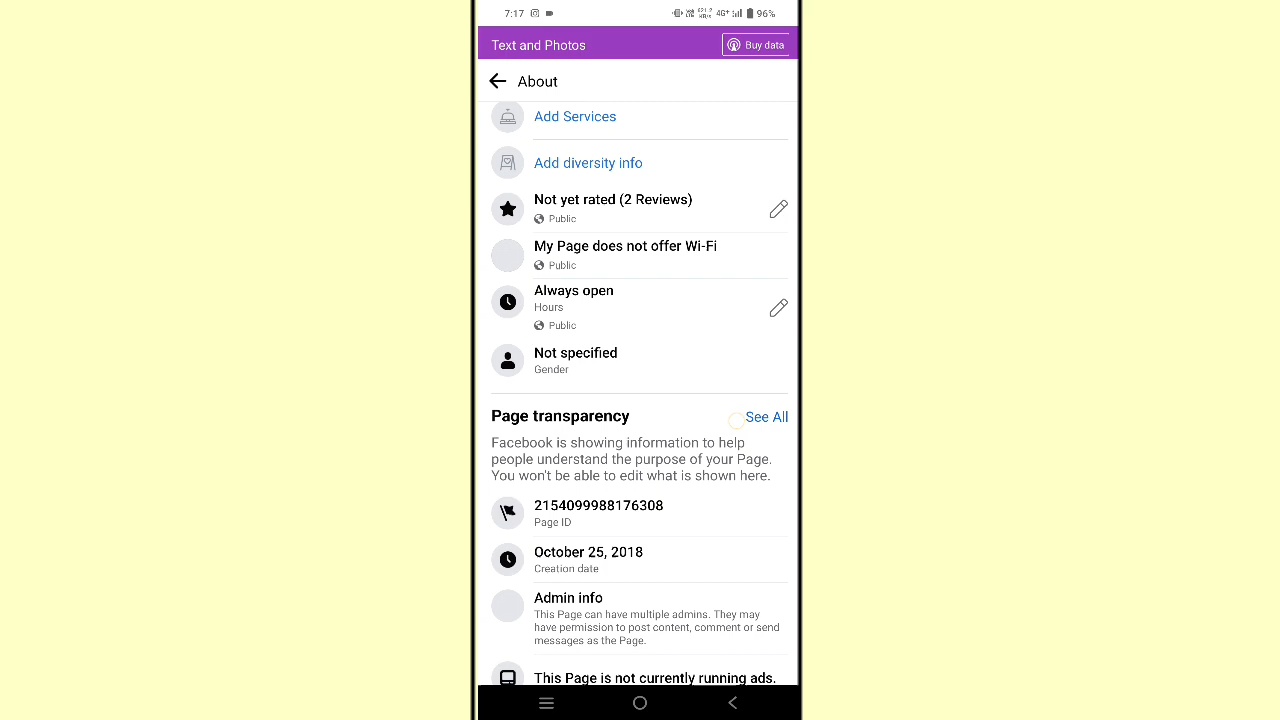 7:17
4G+ 96%
Text and Photos
Buy data
About
Add Services
Add diversity info
Not yet rated (2 Reviews)
Public
My Page does not offer Wi-Fi
Public
Always open
Hours
Public
Not specified
Gender
Page transparency
See All
Facebook is showing information to help
people understand the purpose of your Page.
You won't be able to edit what is shown here.
2154099988176308
Page ID
October 25, 2018
Creation date
Admin info
This Page can have multiple admins. They may
have permission to post content, comment or send
messages as the Page.
This Page is not currently running ads.